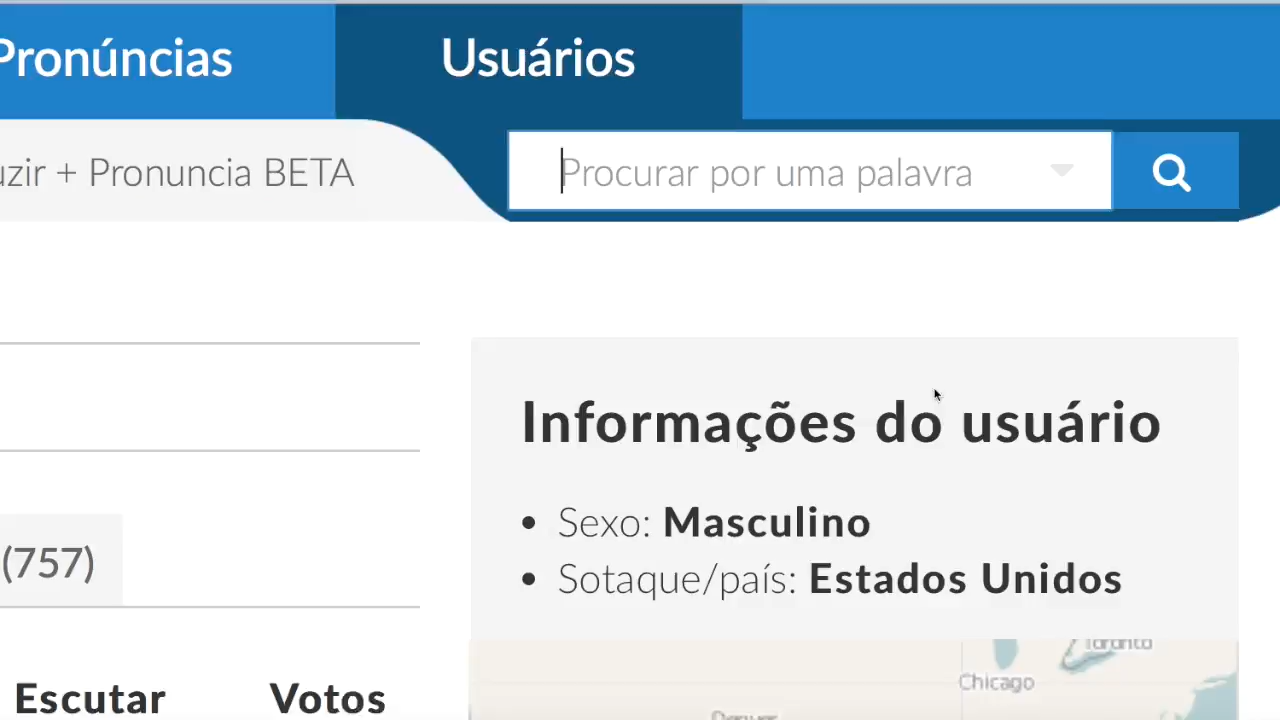 Pronúncias
Usuários
uzir + Pronuncia BETA
Procurar por uma palavra
Informações do usuário
• Sexo: Masculino
• Sotaque/país: Estados Unidos
(757)
Escutar
Votos
Toronto
Chicago
Denver